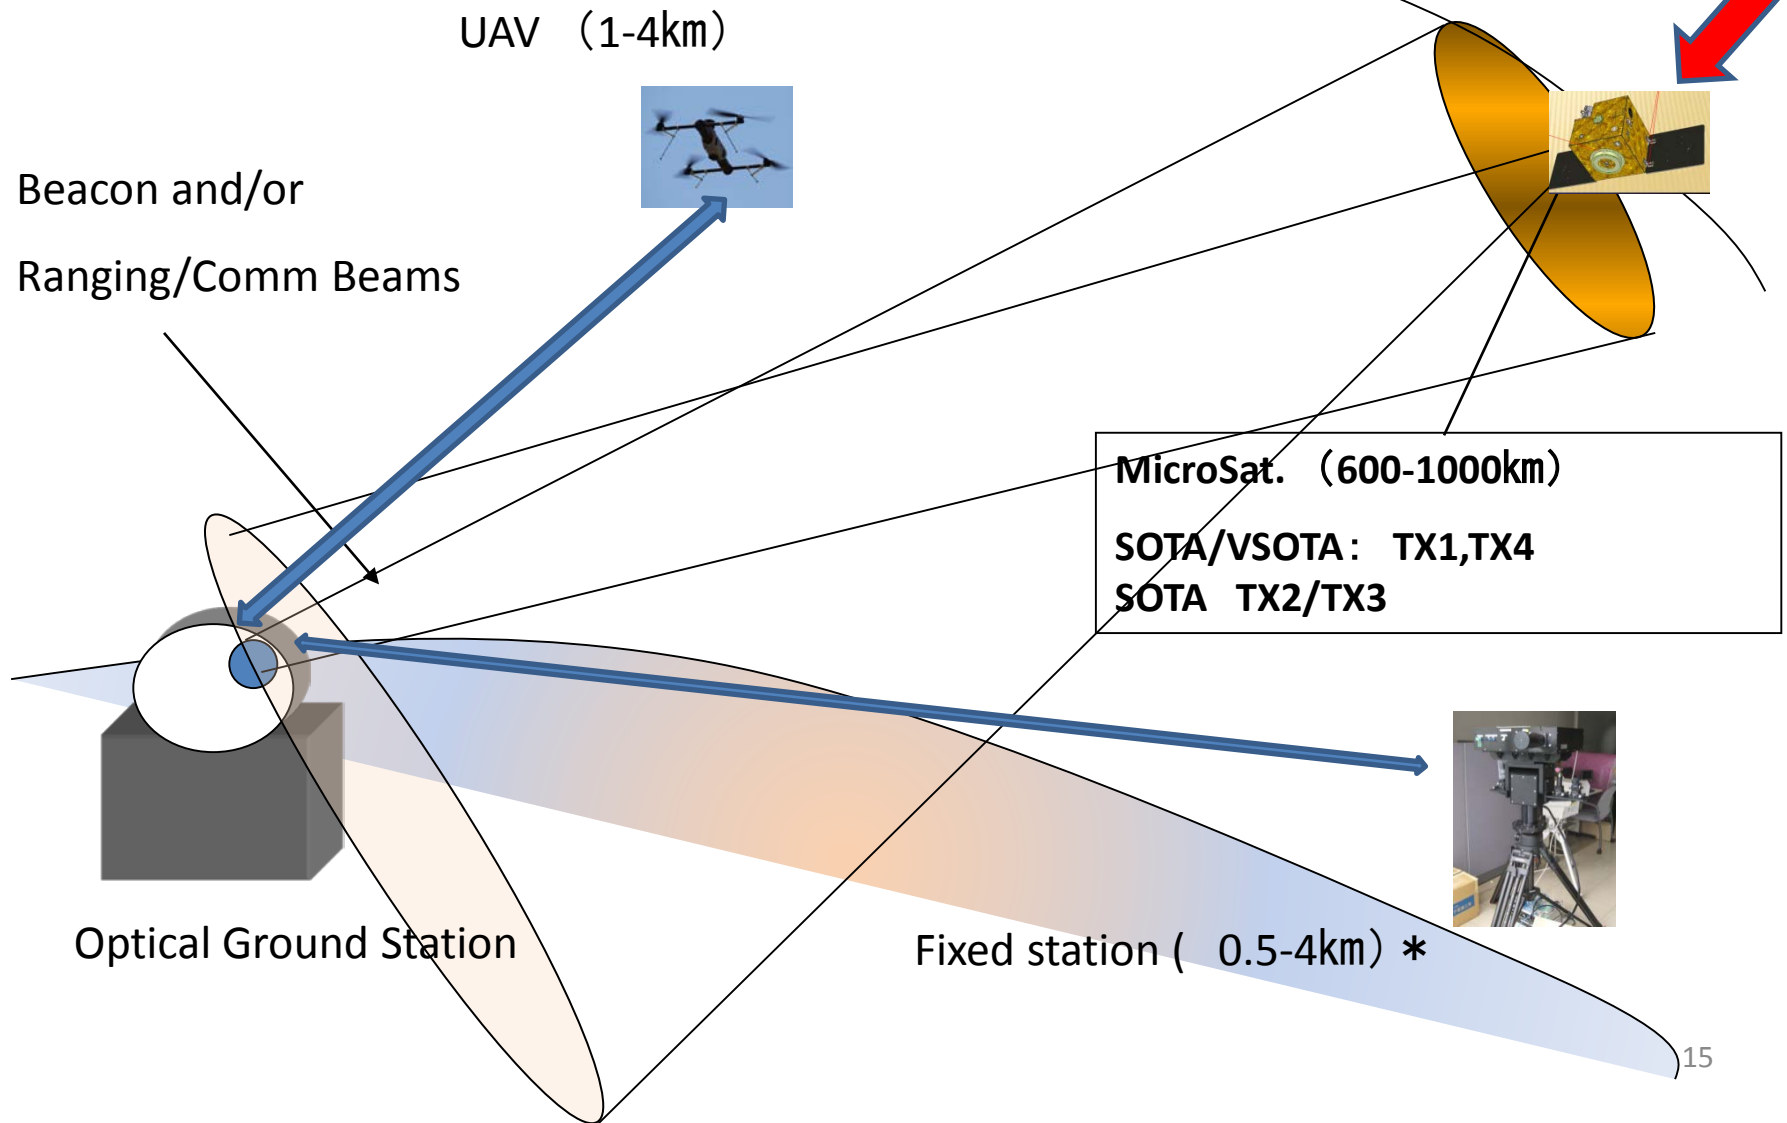 UAV （1-4㎞）
Beacon and/or
Ranging/Comm Beams
MicroSat. （600-1000㎞）
SOTA/VSOTA： TX1,TX4
SOTA TX2/TX3
Optical Ground Station
Fixed station ( 0.5-4㎞）*
15